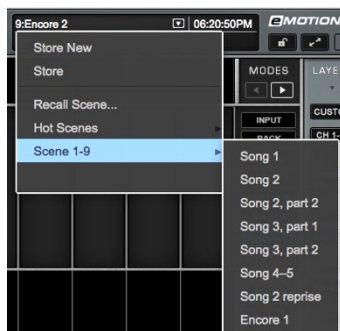 9:Encore 2
06:20:50PM
eMOTION
Store New
Store
Recall Scene...
Hot Scenes
Scene 1-9
MODES
LAYE
INPUT
CUSTO
CH 1-
Song 1
Song 2
Song 2, part 2
Song 3, part 1
Song 3, part 2
Song 4–5
Song 2 reprise
Encore 1